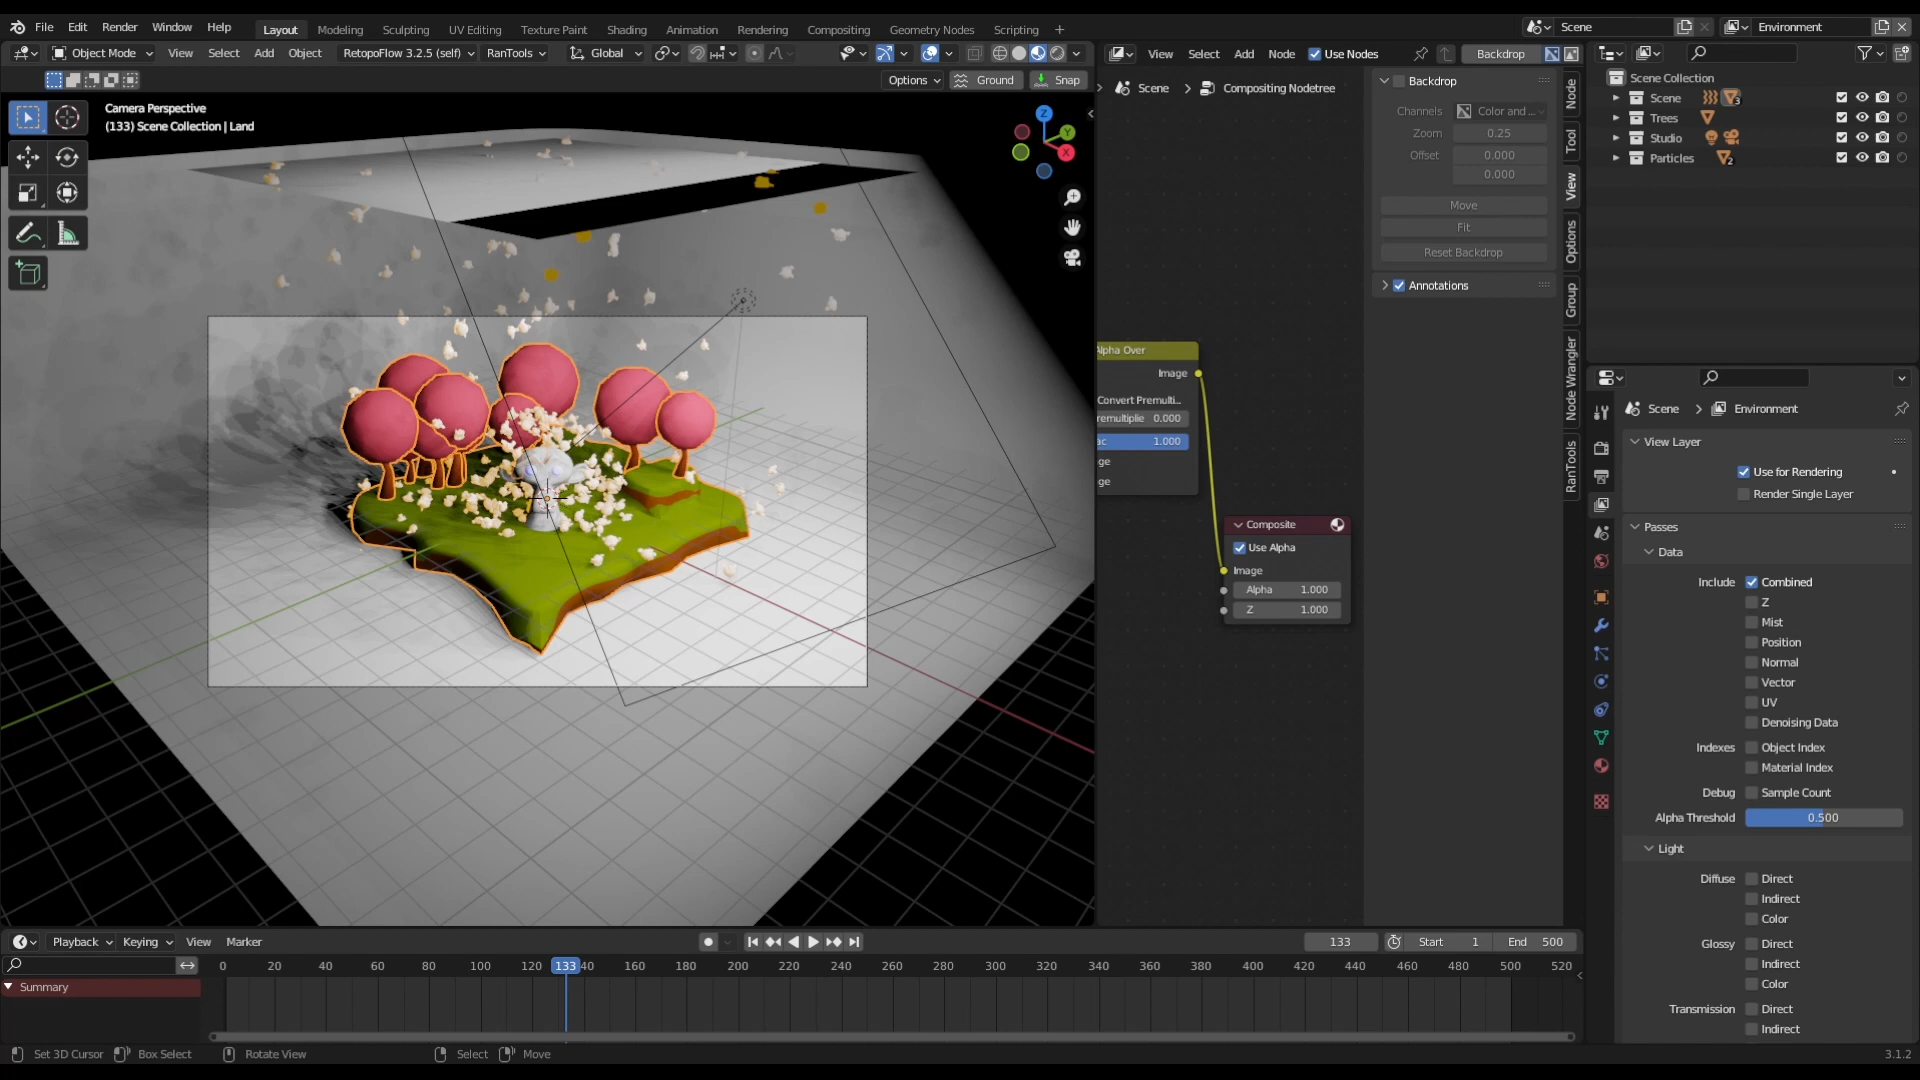 File Edit Render Window Help Layout Modeling Sculpting UV Editing Texture Paint Shading Animation Rendering Compositing Geometry Nodes Scripting + Scene Environment
Object Mode View Select Add Object RetopoFlow 3.2.5 (self) RanTools Global
View Select Add Node Use Nodes Backdrop
Options Ground Snap
Camera Perspective
(133) Scene Collection | Land
Z
Y
X
Scene > Compositing Nodetree
Alpha Over
Image
Convert Premulti..
remultiplie 0.000
ac 1.000
ge
ge
Composite
Use Alpha
Image
Alpha 1.000
Z 1.000
Backdrop
Channels Color and ...
Zoom 0.25
Offset 0.000
0.000
Move
Fit
Reset Backdrop
Annotations
Node
Tool
View
Options
Group
Node Wrangler
RanTools
Scene Collection
Scene 3
Trees
Studio
Particles 2
Scene > Environment
View Layer
Use for Rendering
Render Single Layer
Passes
Data
Include Combined
Z
Mist
Position
Normal
Vector
UV
Denoising Data
Indexes Object Index
Material Index
Debug Sample Count
Alpha Threshold 0.500
Light
Diffuse Direct
Indirect
Color
Glossy Direct
Indirect
Color
Transmission Direct
Indirect
Playback Keying View Marker 133 Start 1 End 500
0 20 40 60 80 100 120 133 40 160 180 200 220 240 260 280 300 320 340 360 380 400 420 440 460 480 500 520
Summary
Set 3D Cursor Box Select Rotate View Select Move 3.1.2